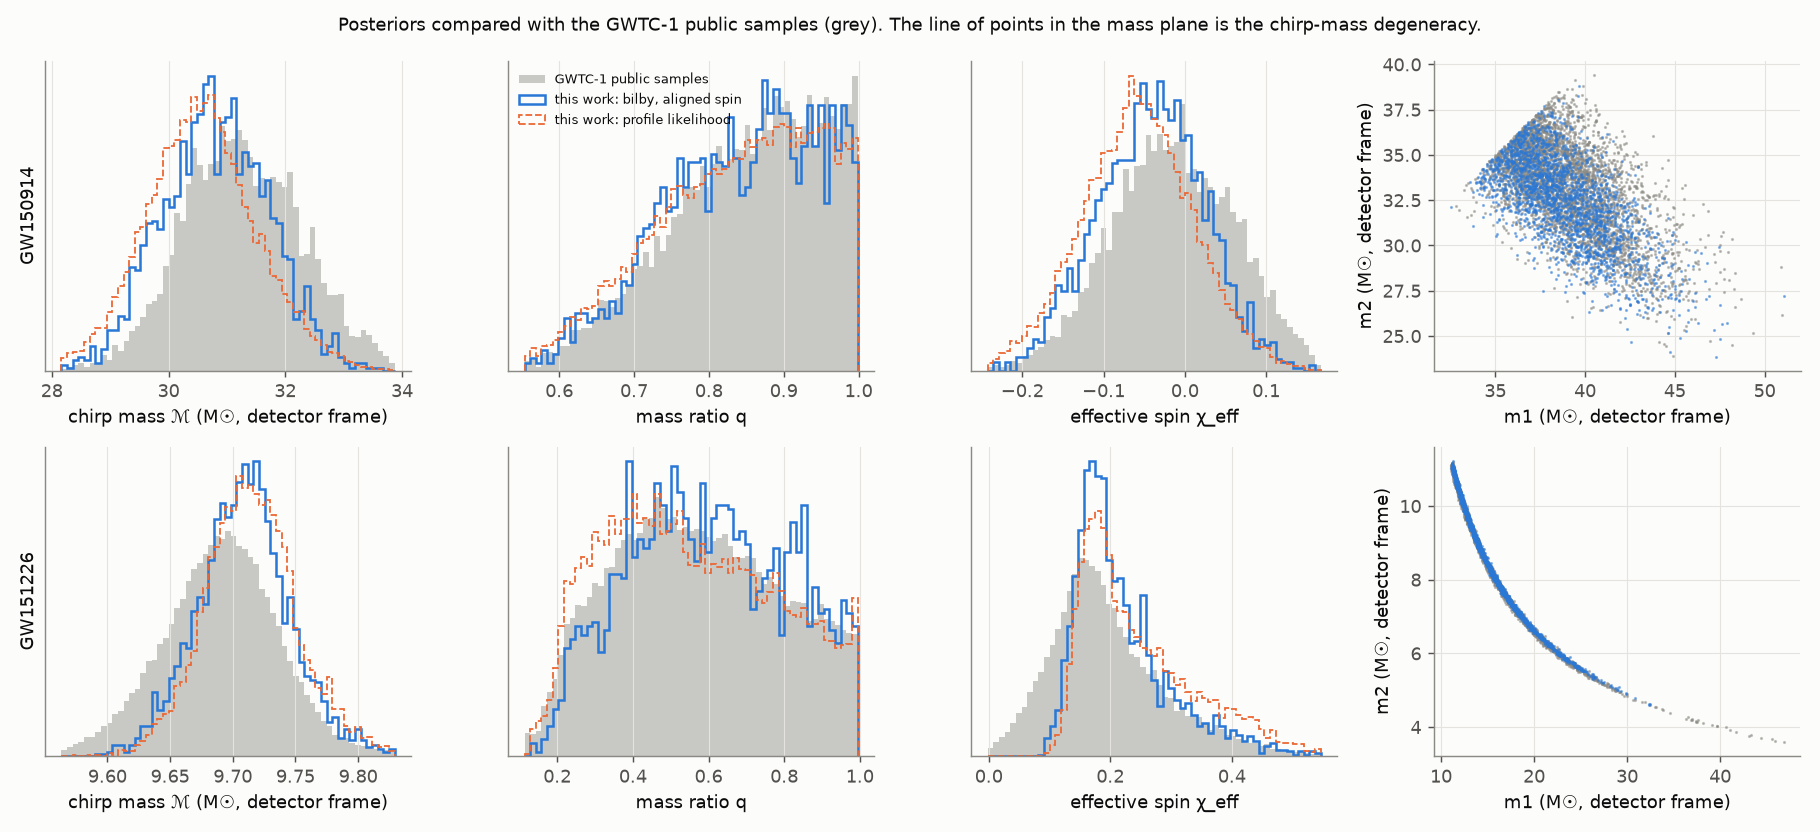 Posteriors compared with the GWTC-1 public samples (grey). The line of points in the mass plane is the chirp-mass degeneracy.
GW150914
28 30 32 34
chirp mass ℳ (M☉, detector frame)
GWTC-1 public samples
this work: bilby, aligned spin
this work: profile likelihood
0.6 0.7 0.8 0.9 1.0
mass ratio q
−0.2 −0.1 0.0 0.1
effective spin χ_eff
m2 (M☉, detector frame)
40.0
37.5
35.0
32.5
30.0
27.5
25.0
35 40 45 50
m1 (M☉, detector frame)
GW151226
9.60 9.65 9.70 9.75 9.80
chirp mass ℳ (M☉, detector frame)
0.2 0.4 0.6 0.8 1.0
mass ratio q
0.0 0.2 0.4
effective spin χ_eff
m2 (M☉, detector frame)
10
8
6
4
10 20 30 40
m1 (M☉, detector frame)